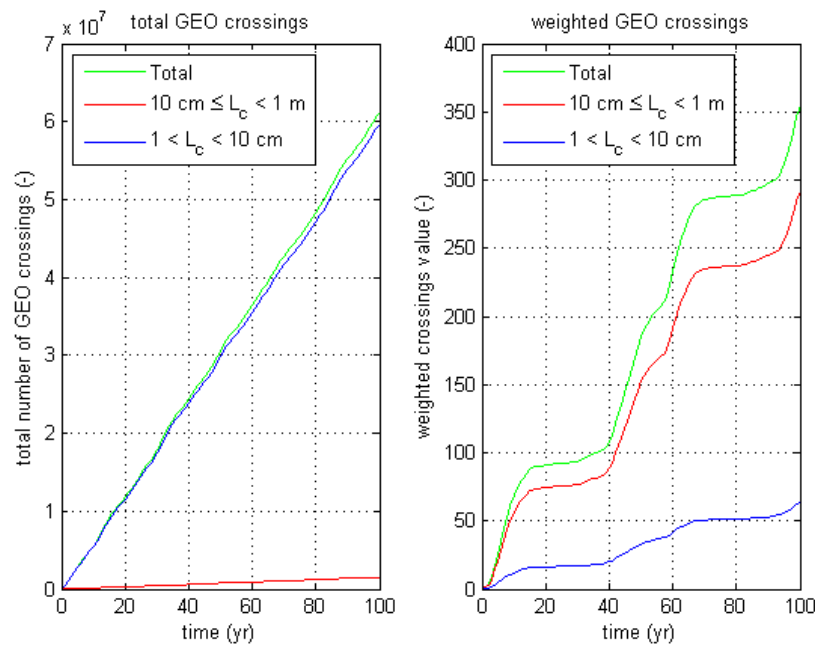 total GEO crossings
x 10^7
7
6
5
4
3
2
1
0
total number of GEO crossings (-)
Total
10 cm ≤ L_c < 1 m
1 < L_c < 10 cm
0 20 40 60 80 100
time (yr)
weighted GEO crossings
400
350
300
250
200
150
100
50
0
weighted crossings value (-)
Total
10 cm ≤ L_c < 1 m
1 < L_c < 10 cm
0 20 40 60 80 100
time (yr)